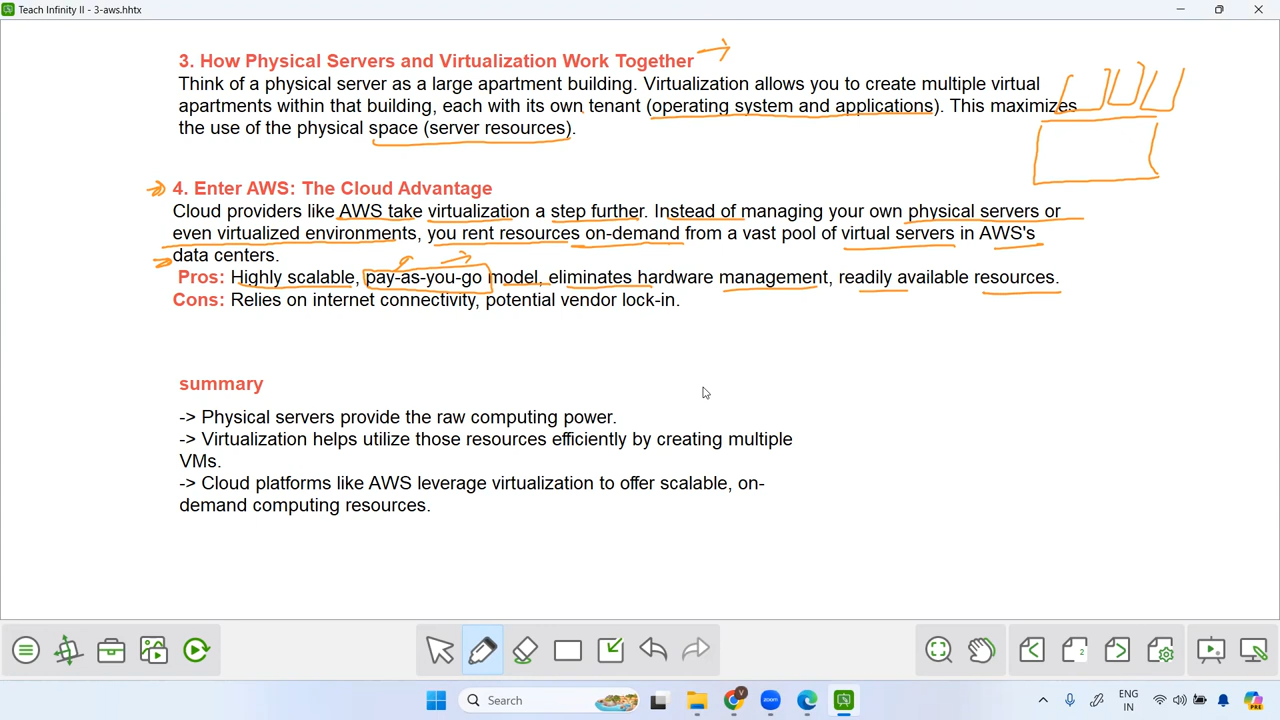 Teach Infinity II - 3-aws.hhtx
3. How Physical Servers and Virtualization Work Together
Think of a physical server as a large apartment building. Virtualization allows you to create multiple virtual
apartments within that building, each with its own tenant (operating system and applications). This maximizes
the use of the physical space (server resources).
4. Enter AWS: The Cloud Advantage
Cloud providers like AWS take virtualization a step further. Instead of managing your own physical servers or
even virtualized environments, you rent resources on-demand from a vast pool of virtual servers in AWS's
data centers.
Pros: Highly scalable, pay-as-you-go model, eliminates hardware management, readily available resources.
Cons: Relies on internet connectivity, potential vendor lock-in.
summary
-> Physical servers provide the raw computing power.
-> Virtualization helps utilize those resources efficiently by creating multiple
VMs.
-> Cloud platforms like AWS leverage virtualization to offer scalable, on-
demand computing resources.
2
Search
V
zoom
ENG
IN
PRE